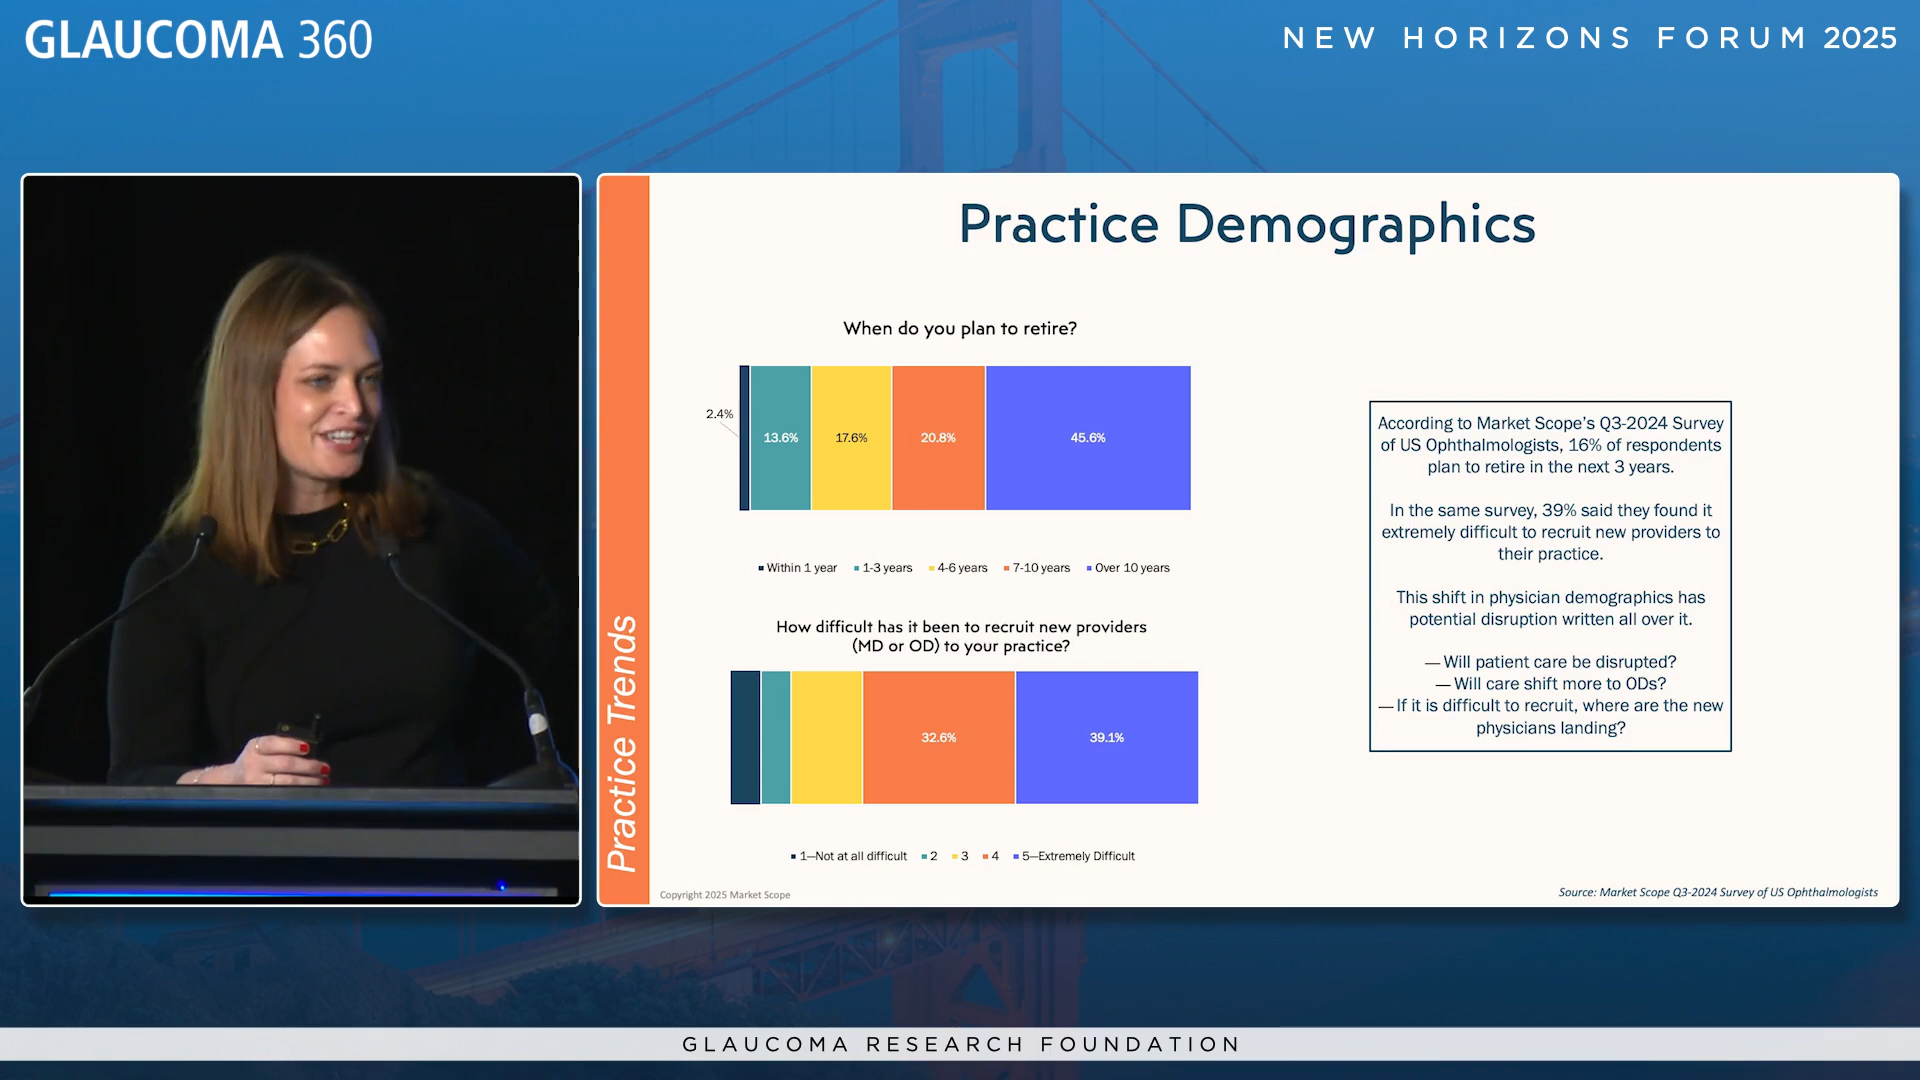 GLAUCOMA 360
NEW HORIZONS FORUM 2025
Practice Trends
Practice Demographics
When do you plan to retire?
2.4%
13.6%
17.6%
20.8%
45.6%
Within 1 year
1-3 years
4-6 years
7-10 years
Over 10 years
How difficult has it been to recruit new providers
(MD or OD) to your practice?
32.6%
39.1%
1—Not at all difficult
2
3
4
5—Extremely Difficult
According to Market Scope’s Q3-2024 Survey
of US Ophthalmologists, 16% of respondents
plan to retire in the next 3 years.
In the same survey, 39% said they found it
extremely difficult to recruit new providers to
their practice.
This shift in physician demographics has
potential disruption written all over it.
— Will patient care be disrupted?
— Will care shift more to ODs?
— If it is difficult to recruit, where are the new
physicians landing?
Copyright 2025 Market Scope
Source: Market Scope Q3-2024 Survey of US Ophthalmologists
GLAUCOMA RESEARCH FOUNDATION